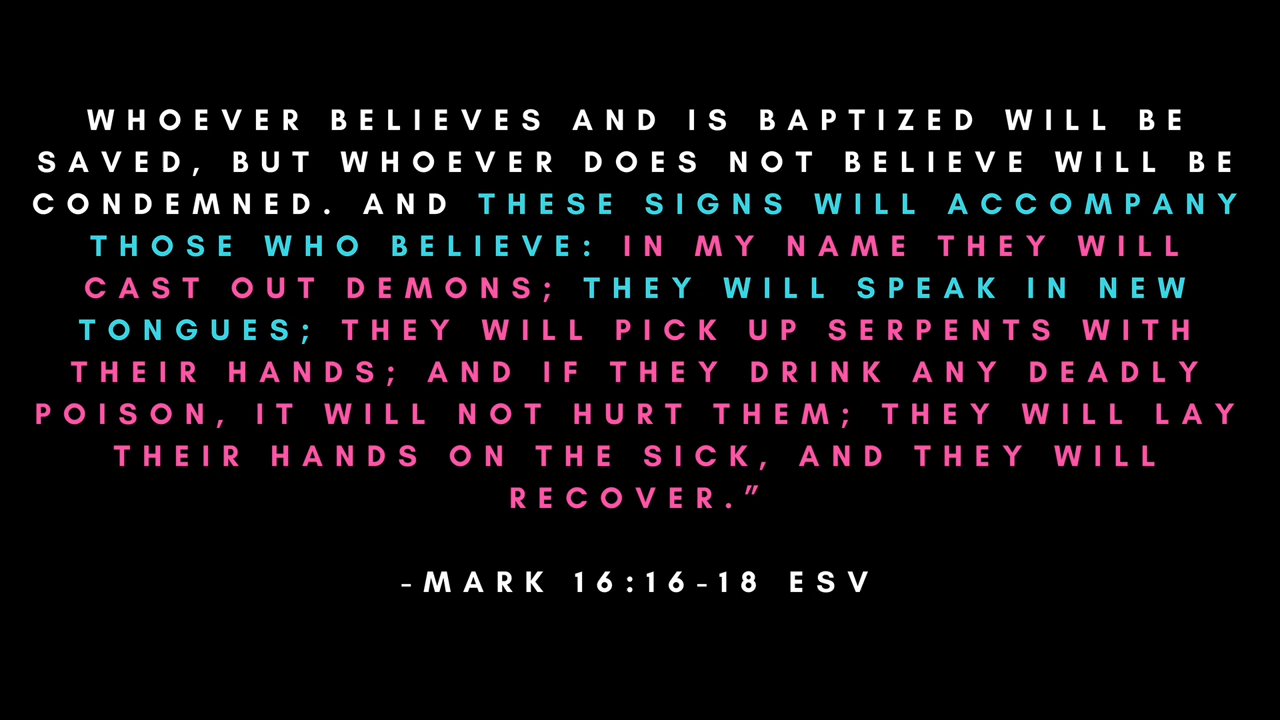 WHOEVER BELIEVES AND IS BAPTIZED WILL BE
SAVED, BUT WHOEVER DOES NOT BELIEVE WILL BE
CONDEMNED. AND THESE SIGNS WILL ACCOMPANY
THOSE WHO BELIEVE: IN MY NAME THEY WILL
CAST OUT DEMONS; THEY WILL SPEAK IN NEW
TONGUES; THEY WILL PICK UP SERPENTS WITH
THEIR HANDS; AND IF THEY DRINK ANY DEADLY
POISON, IT WILL NOT HURT THEM; THEY WILL LAY
THEIR HANDS ON THE SICK, AND THEY WILL
RECOVER.”
-MARK 16:16-18 ESV